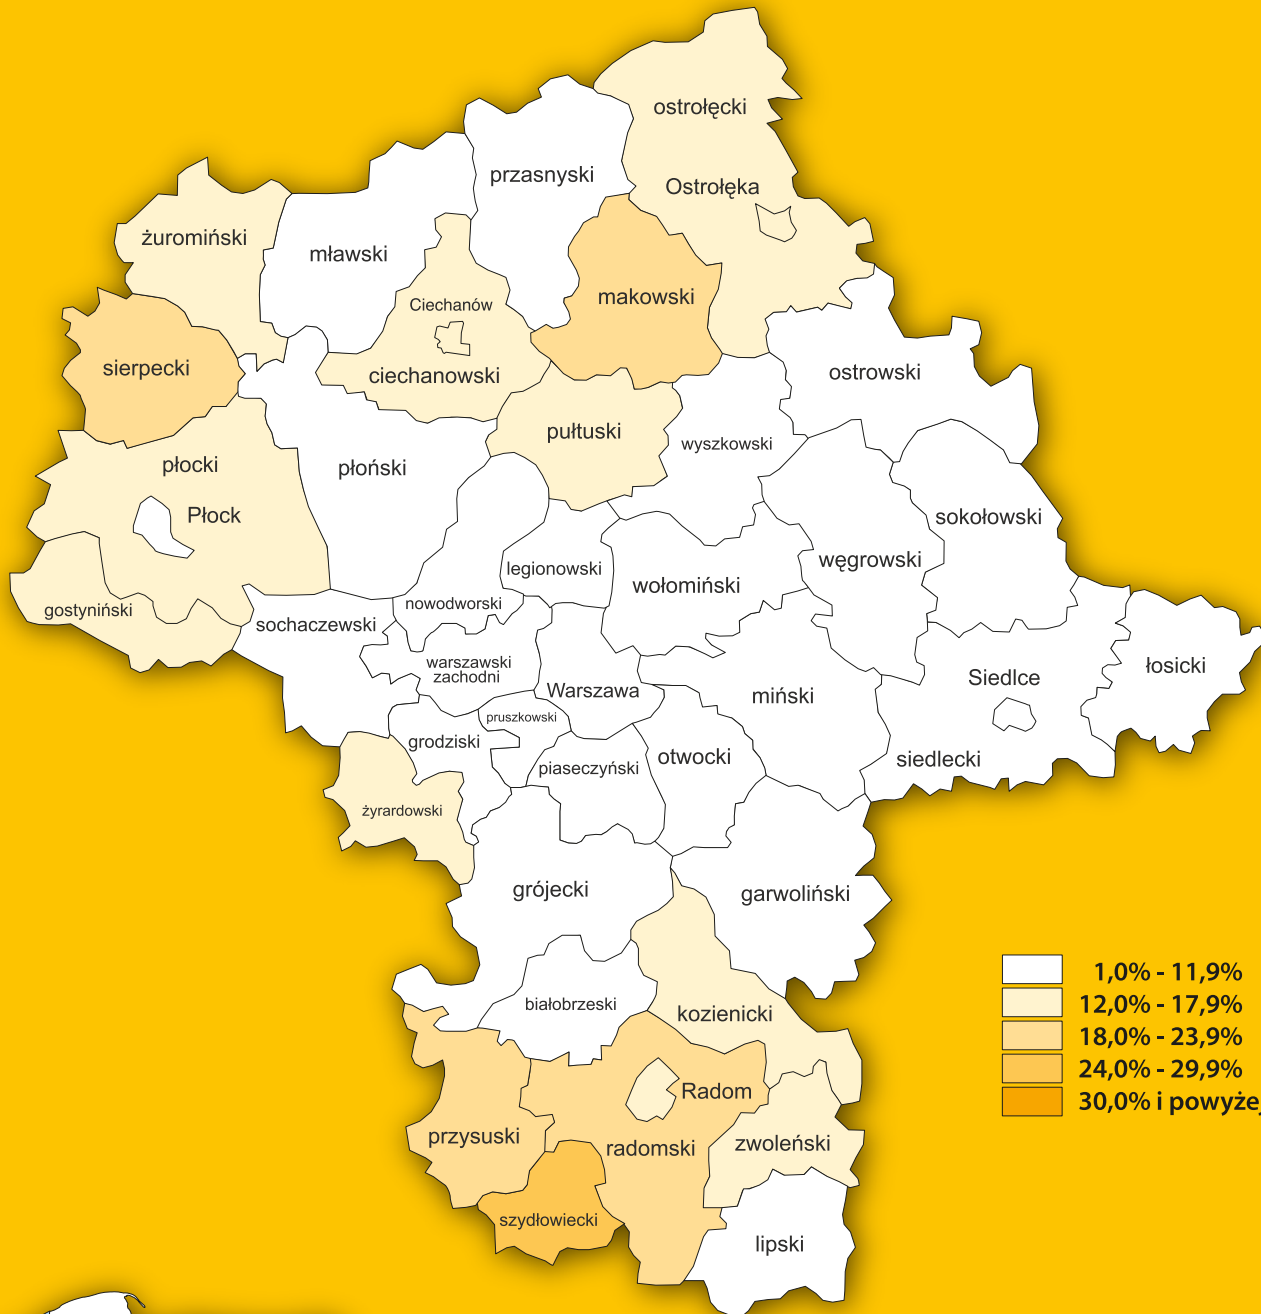 ostrołęcki
przasnyski
Ostrołęka
żuromiński
mławski
makowski
Ciechanów
sierpecki
ciechanowski
ostrowski
pułtuski
wyszkowski
płocki
płoński
Płock
sokołowski
węgrowski
legionowski
wołomiński
gostyniński
nowodworski
sochaczewski
warszawski
zachodni
łosicki
Siedlce
Warszawa
miński
pruszkowski
grodziski
otwocki
siedlecki
piaseczyński
żyrardowski
grójecki
garwoliński
1,0% - 11,9%
białobrzeski
12,0% - 17,9%
kozienicki
18,0% - 23,9%
24,0% - 29,9%
Radom
30,0% i powyżej
przysuski
radomski
zwoleński
szydłowiecki
lipski